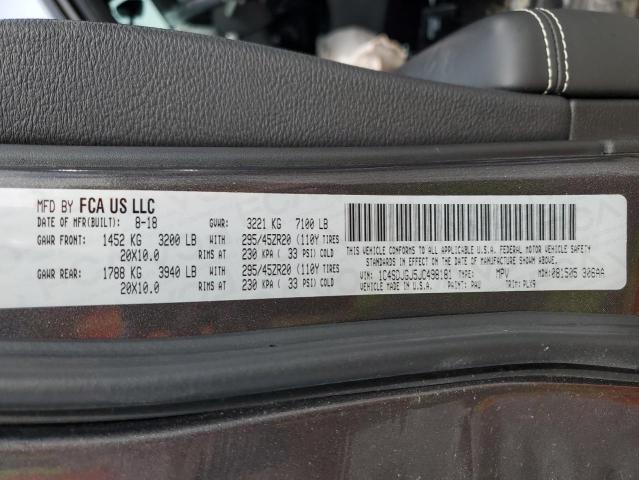 MFD BY FCA US LLC
DATE OF MFR(BUILT): 8-18 GVWR: 3221 KG 7100 LB
GAWR FRONT: 1452 KG 3200 LB WITH 295/45ZR20 (110Y TIRES
20X10.0 RIMS AT 230 KPA ( 33 PSI) COLD
GAWR REAR: 1788 KG 3940 LB WITH 295/45ZR20 (110Y TIRES
20X10.0 RIMS AT 230 KPA ( 33 PSI) COLD
THIS VEHICLE CONFORMS TO ALL APPLICABLE U.S.A. FEDERAL MOTOR VEHICLE SAFETY
STANDARDS IN EFFECT ON THE DATE OF MANUFACTURE SHOWN ABOVE.
VIN: 1C4SDJGJ5JC498181 TYPE: MPV MDH: 081505 306AA
VEHICLE MADE IN U.S.A. PAINT: PAU TRIM: PLX9